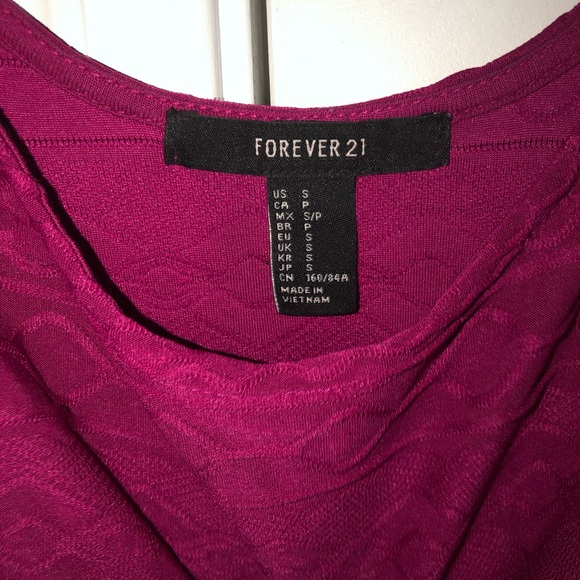 FOREVER 21
US S
CA P
MX S/P
BR P
EU S
UK S
KR S
JP S
CN 160/84A
MADE IN
VIETNAM